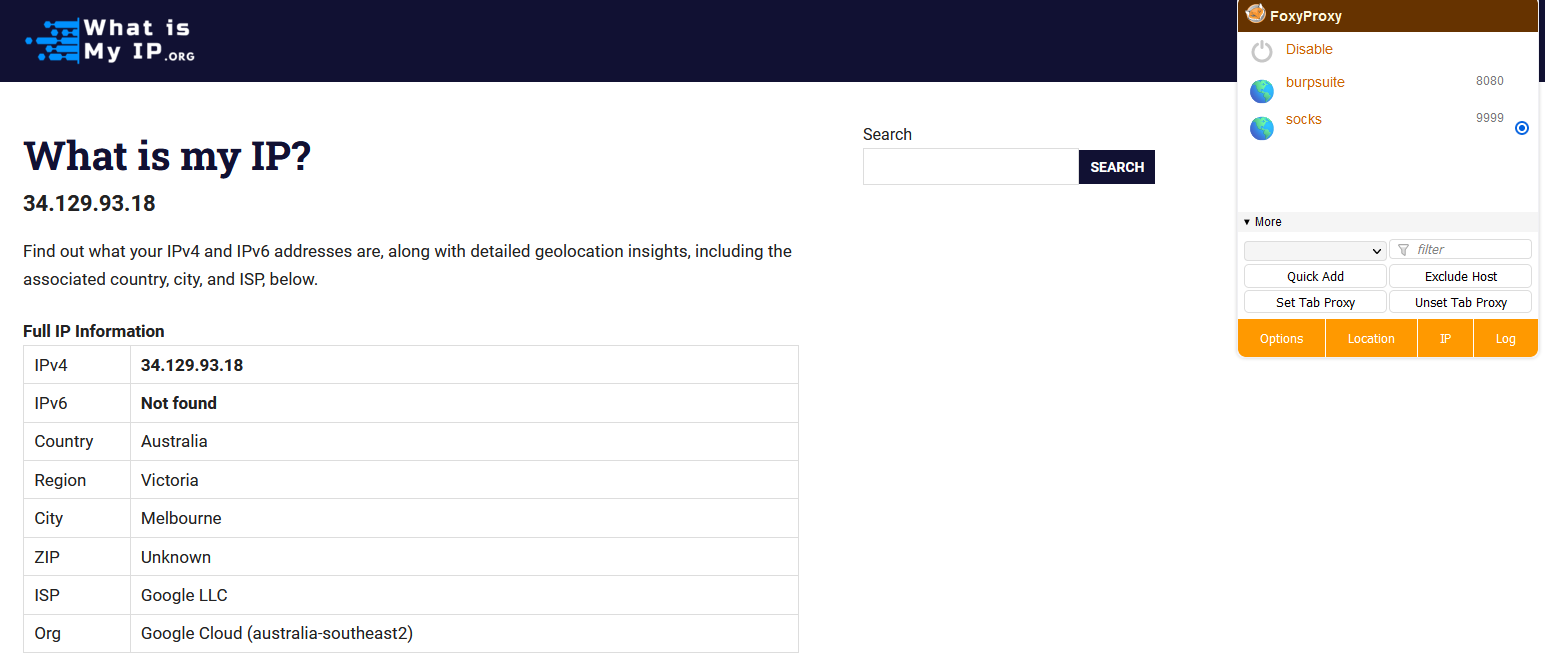 What is
My IP.ORG
What is my IP?
34.129.93.18
Find out what your IPv4 and IPv6 addresses are, along with detailed geolocation insights, including the
associated country, city, and ISP, below.
Full IP Information
IPv4 34.129.93.18
IPv6 Not found
Country Australia
Region Victoria
City Melbourne
ZIP Unknown
ISP Google LLC
Org Google Cloud (australia-southeast2)
Search
SEARCH
FoxyProxy
Disable
burpsuite 8080
socks 9999
▾ More
filter
Quick Add Exclude Host
Set Tab Proxy Unset Tab Proxy
Options Location IP Log